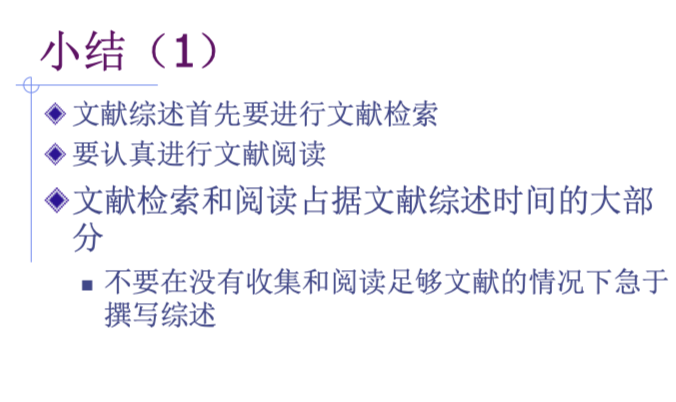 小结（1）
文献综述首先要进行文献检索
要认真进行文献阅读
文献检索和阅读占据文献综述时间的大部
分
不要在没有收集和阅读足够文献的情况下急于
撰写综述